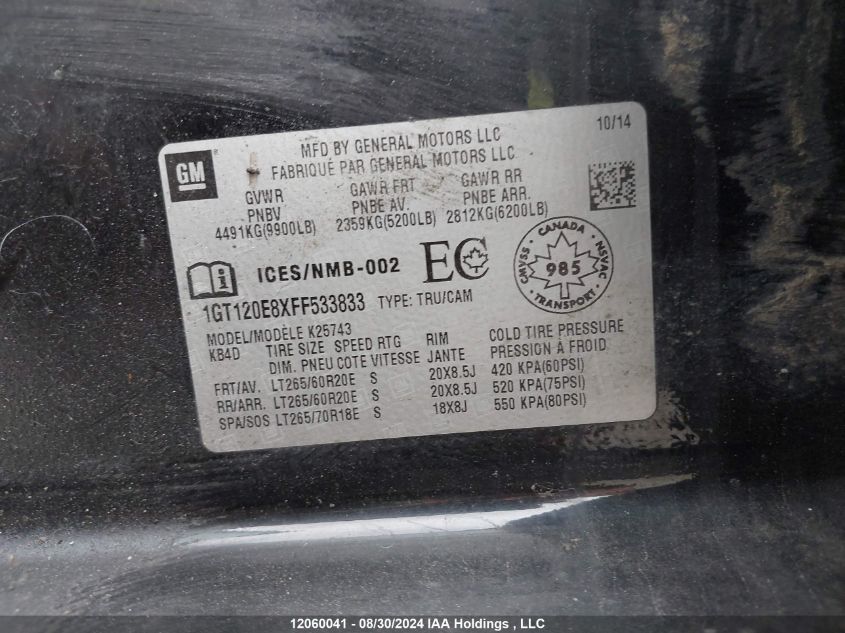 MFD BY GENERAL MOTORS LLC 10/14
FABRIQUÉ PAR GENERAL MOTORS LLC
GM
GVWR GAWR FRT GAWR RR
PNBV PNBE AV. PNBE ARR.
4491KG(9900LB) 2359KG(5200LB) 2812KG(6200LB)
ICES/NMB-002 EC
CANADA
CMVSS 985 NSVAC
TRANSPORT
1GT120E8XFF533833 TYPE: TRU/CAM
MODEL/MODÈLE K25743
KB4D TIRE SIZE SPEED RTG RIM COLD TIRE PRESSURE
DIM. PNEU COTE VITESSE JANTE PRESSION À FROID
FRT/AV. LT265/60R20E S 20X8.5J 420 KPA(60PSI)
RR/ARR. LT265/60R20E S 20X8.5J 520 KPA(75PSI)
SPA/SOS LT265/70R18E S 18X8J 550 KPA(80PSI)
12060041 - 08/30/2024 IAA Holdings , LLC